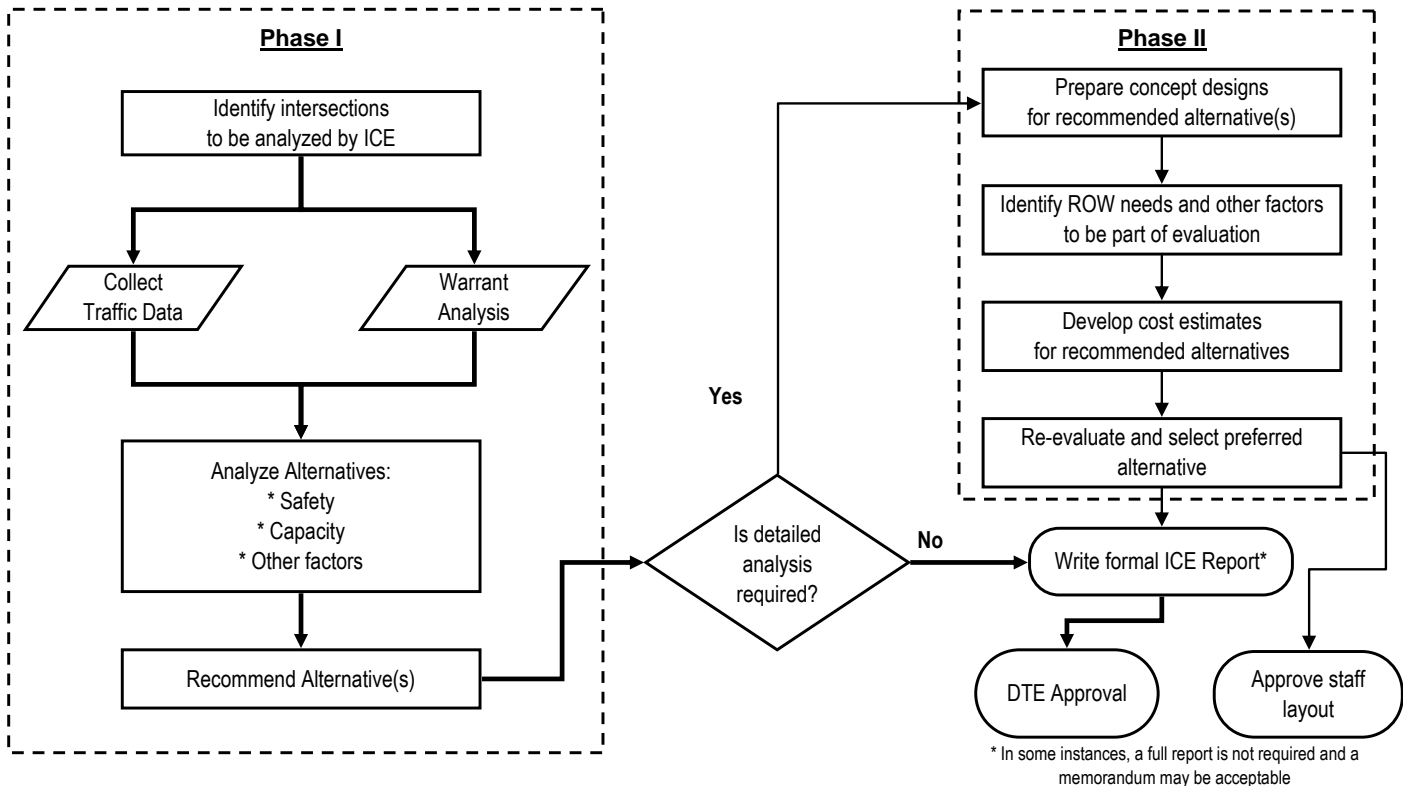 Phase I
Identify intersections
to be analyzed by ICE
Collect
Traffic Data
Warrant
Analysis
Analyze Alternatives:
* Safety
* Capacity
* Other factors
Recommend Alternative(s)
Is detailed
analysis
required?
Yes
No
Phase II
Prepare concept designs
for recommended alternative(s)
Identify ROW needs and other factors
to be part of evaluation
Develop cost estimates
for recommended alternatives
Re-evaluate and select preferred
alternative
Write formal ICE Report*
DTE Approval
Approve staff
layout
* In some instances, a full report is not required and a
memorandum may be acceptable